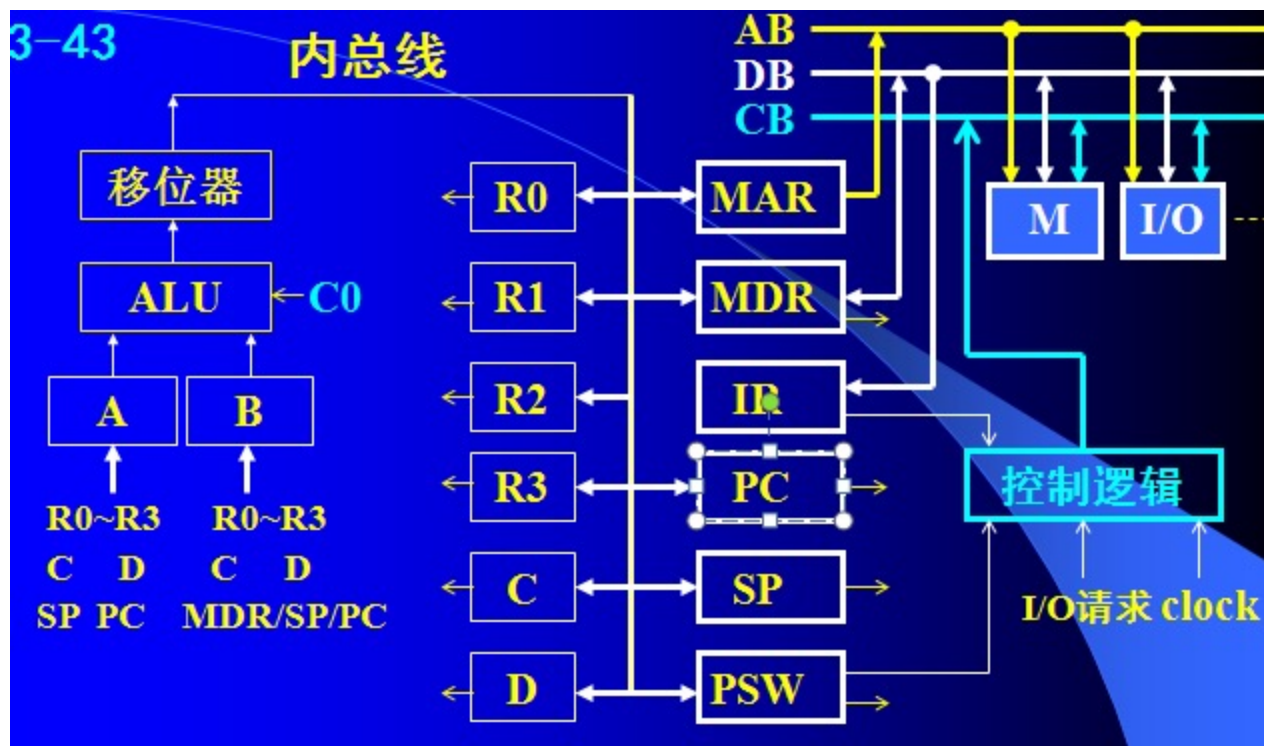 3-43
内总线
AB
DB
CB
移位器
R0
MAR
M
I/O
ALU
C0
R1
MDR
A
B
R2
IR
R3
PC
控制逻辑
R0~R3
R0~R3
C D
C D
C
SP
SP PC
MDR/SP/PC
I/O请求 clock
D
PSW